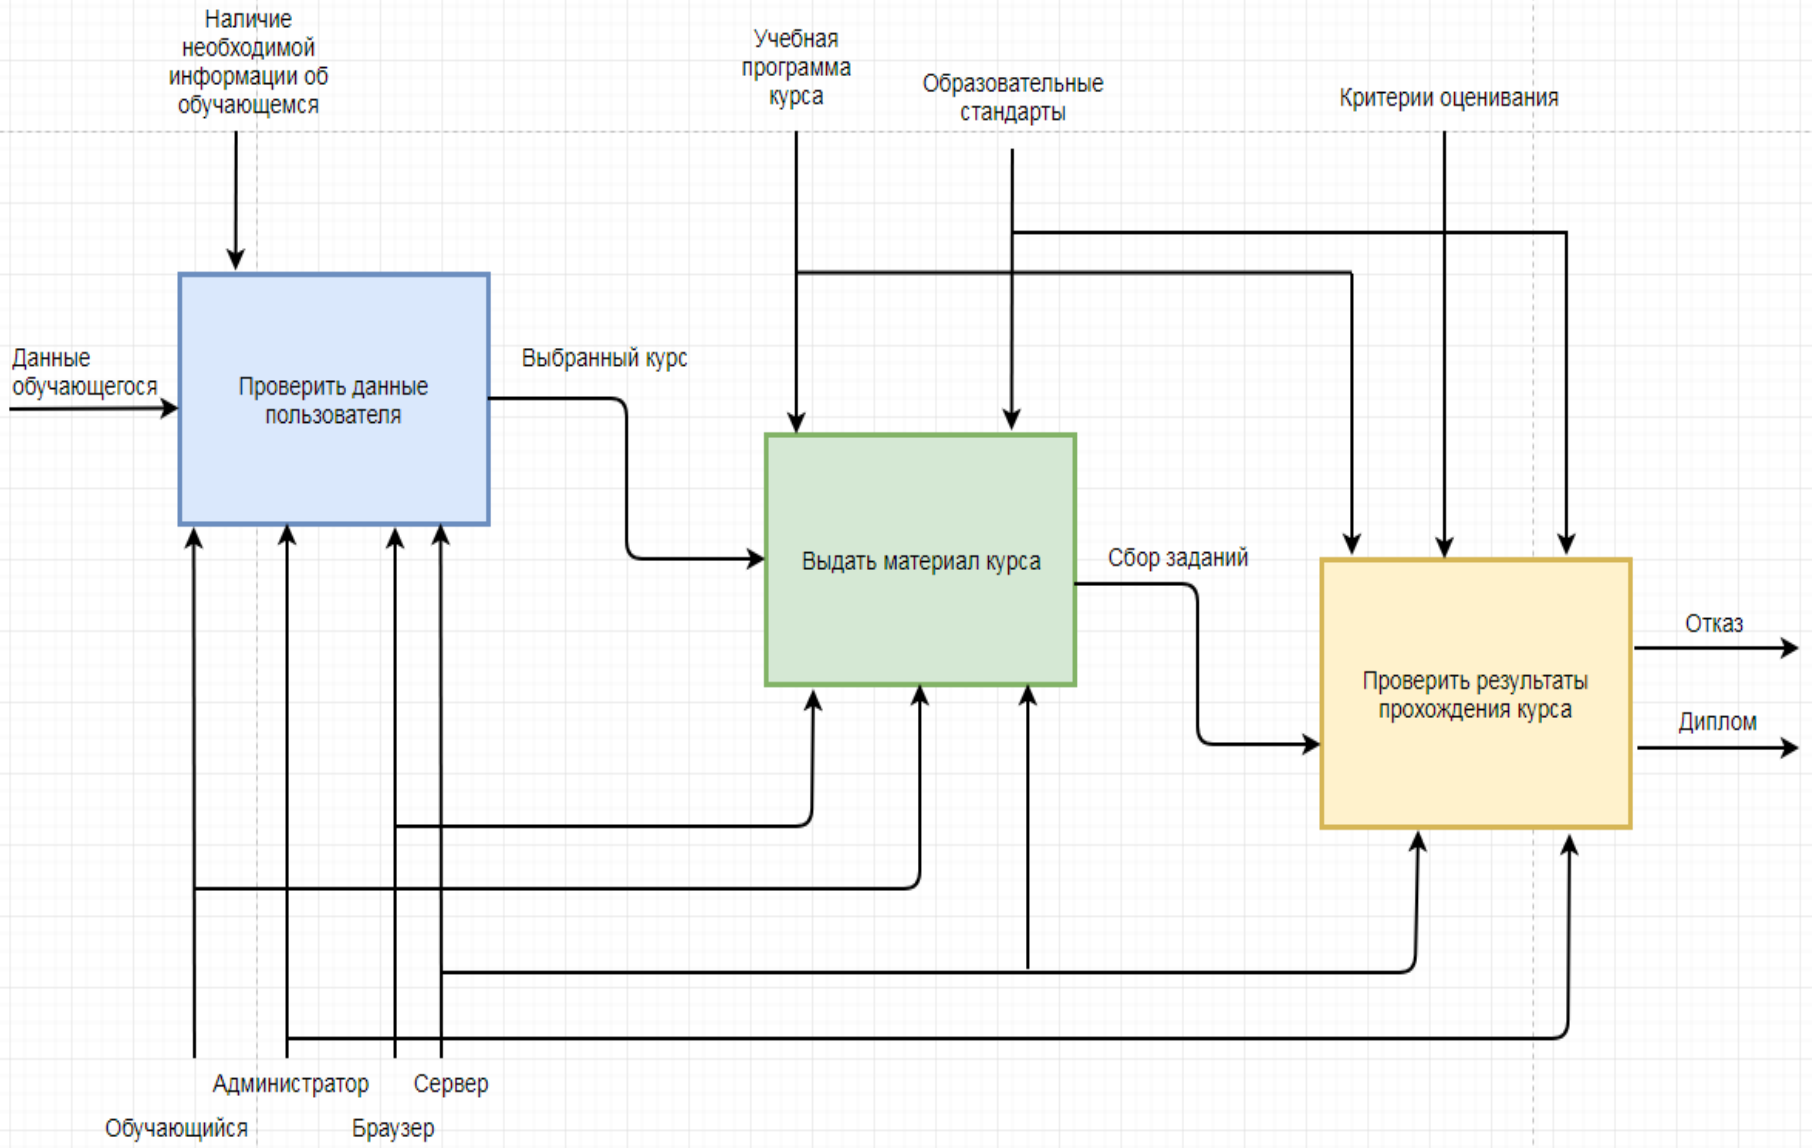 Наличие
необходимой
информации об
обучающемся
Учебная
программа
курса
Образовательные
стандарты
Критерии оценивания
Данные
обучающегося
Проверить данные
пользователя
Выбранный курс
Выдать материал курса
Сбор заданий
Проверить результаты
прохождения курса
Отказ
Диплом
Администратор
Сервер
Обучающийся
Браузер